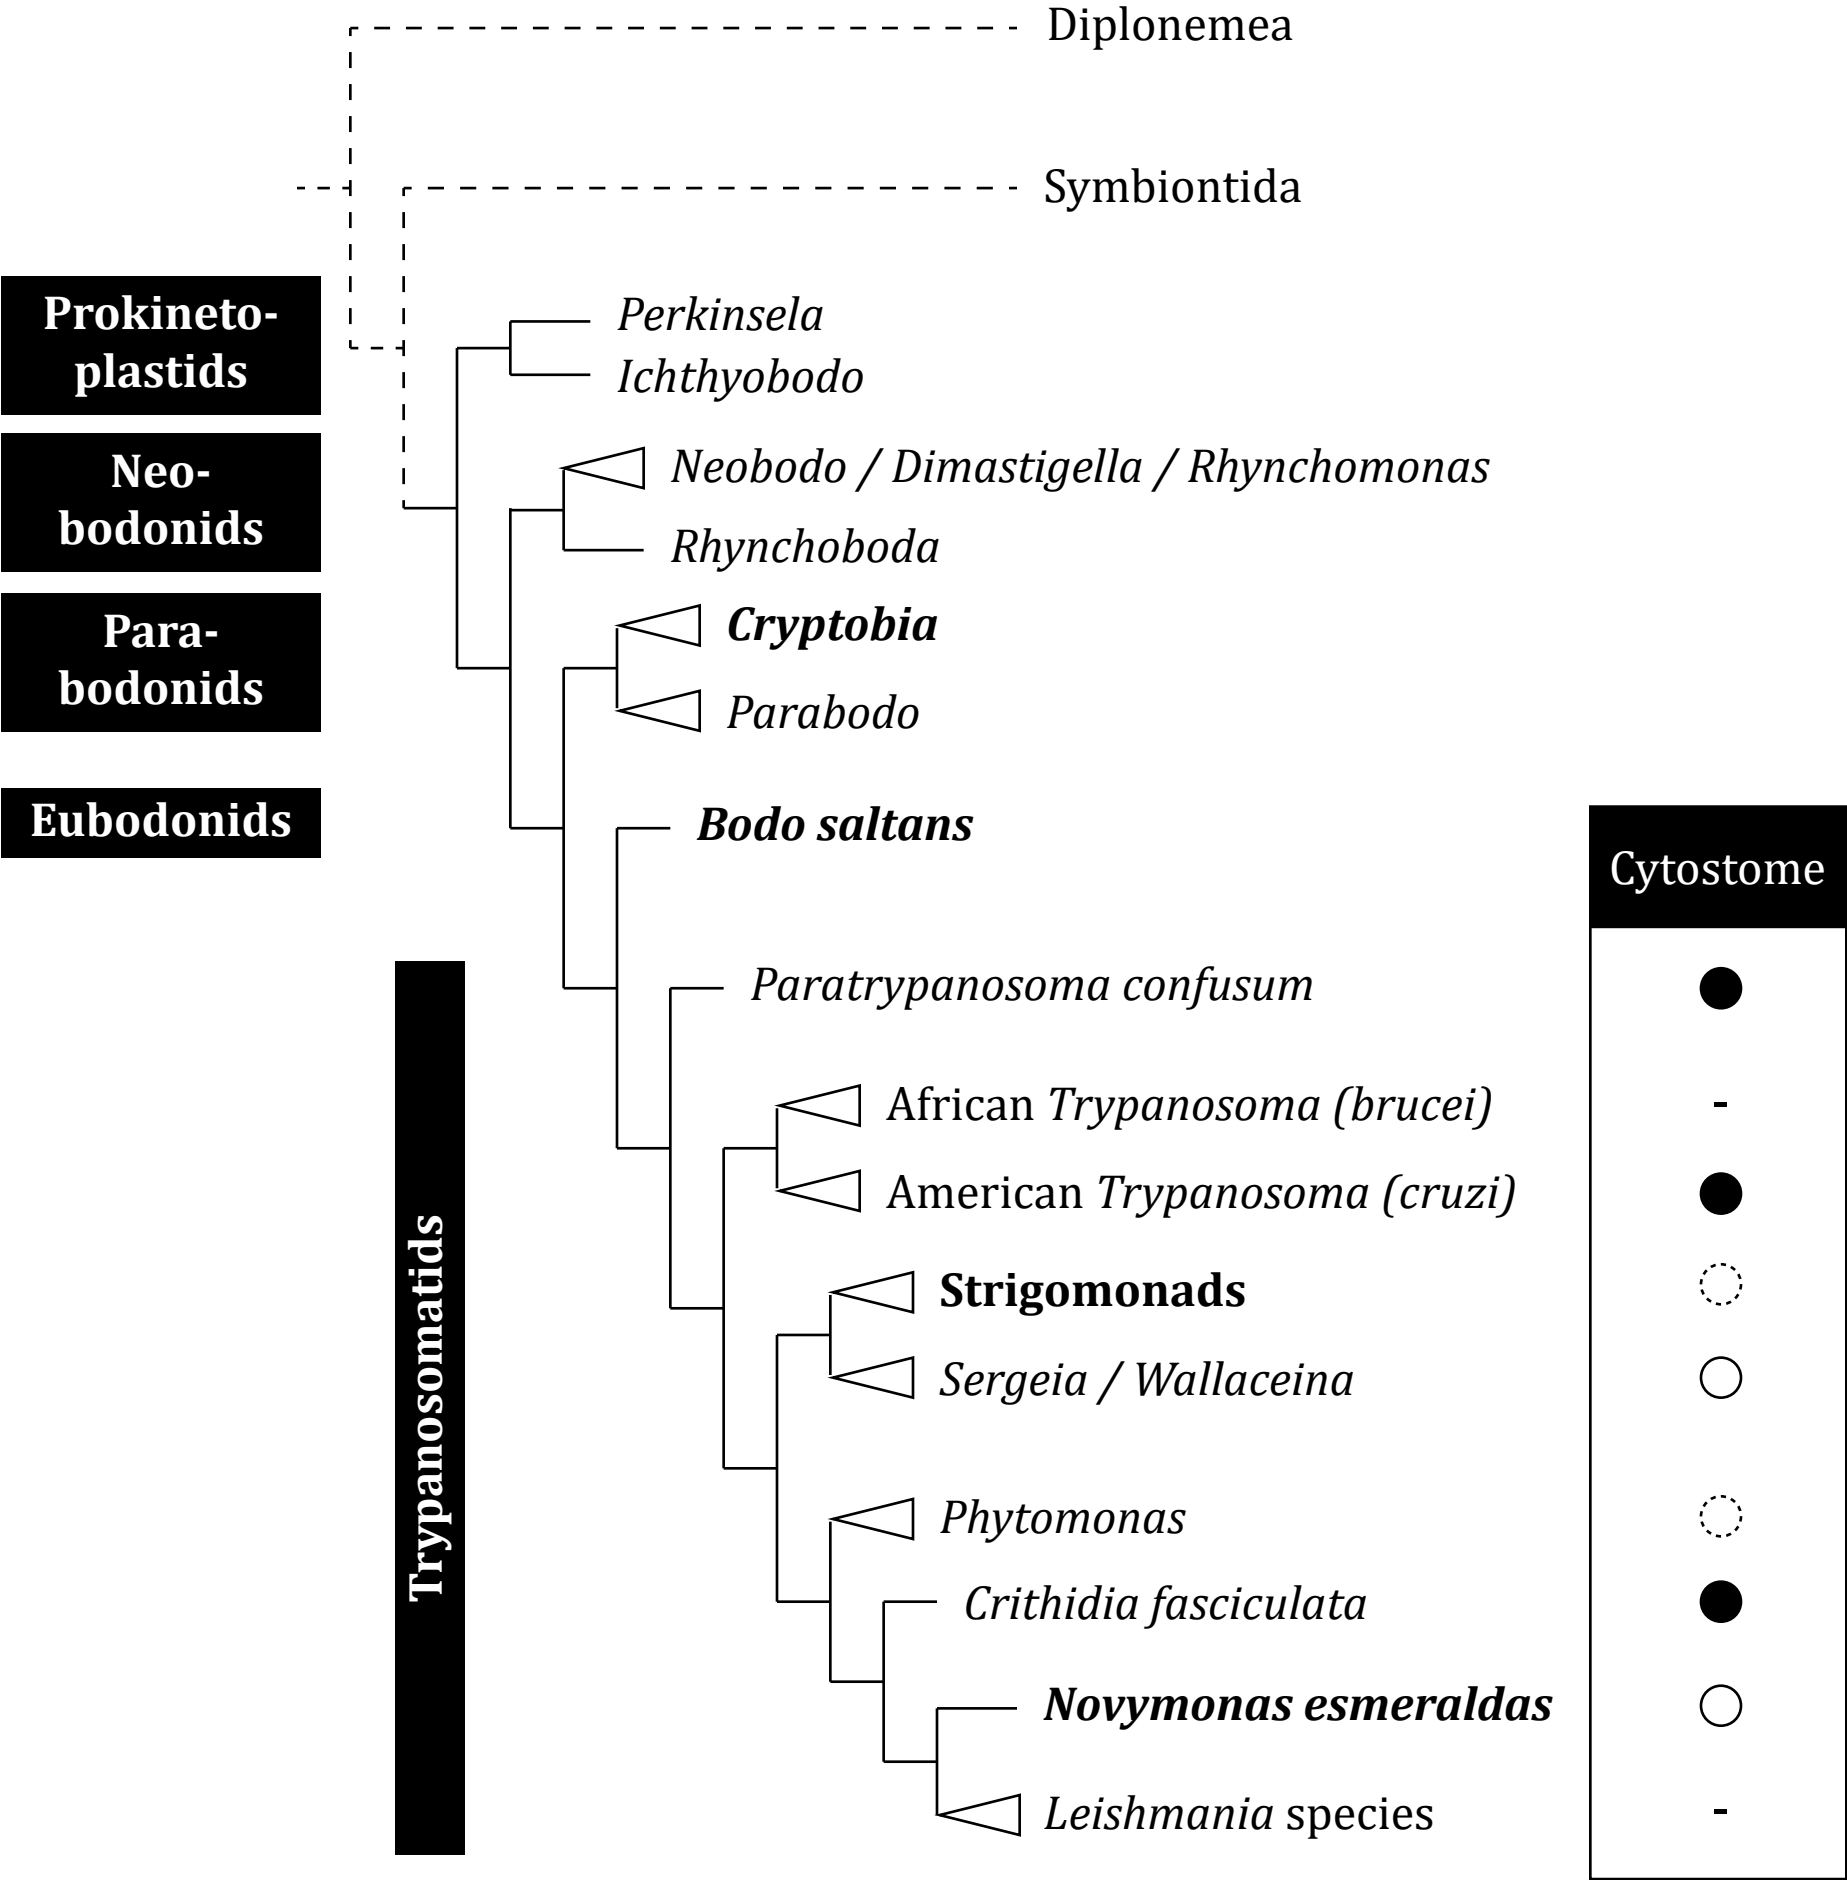 Diplonemea
Symbiontida
Prokineto-
plastids
Perkinsela
Ichthyobodo
Neo-
bodonids
Neobodo / Dimastigella / Rhynchomonas
Rhynchoboda
Para-
bodonids
Cryptobia
Parabodo
Eubodonids
Bodo saltans
Cytostome
Trypanosomatids
Paratrypanosoma confusum
African Trypanosoma (brucei)
-
American Trypanosoma (cruzi)
Strigomonads
Sergeia / Wallaceina
Phytomonas
Crithidia fasciculata
Novymonas esmeraldas
Leishmania species
-